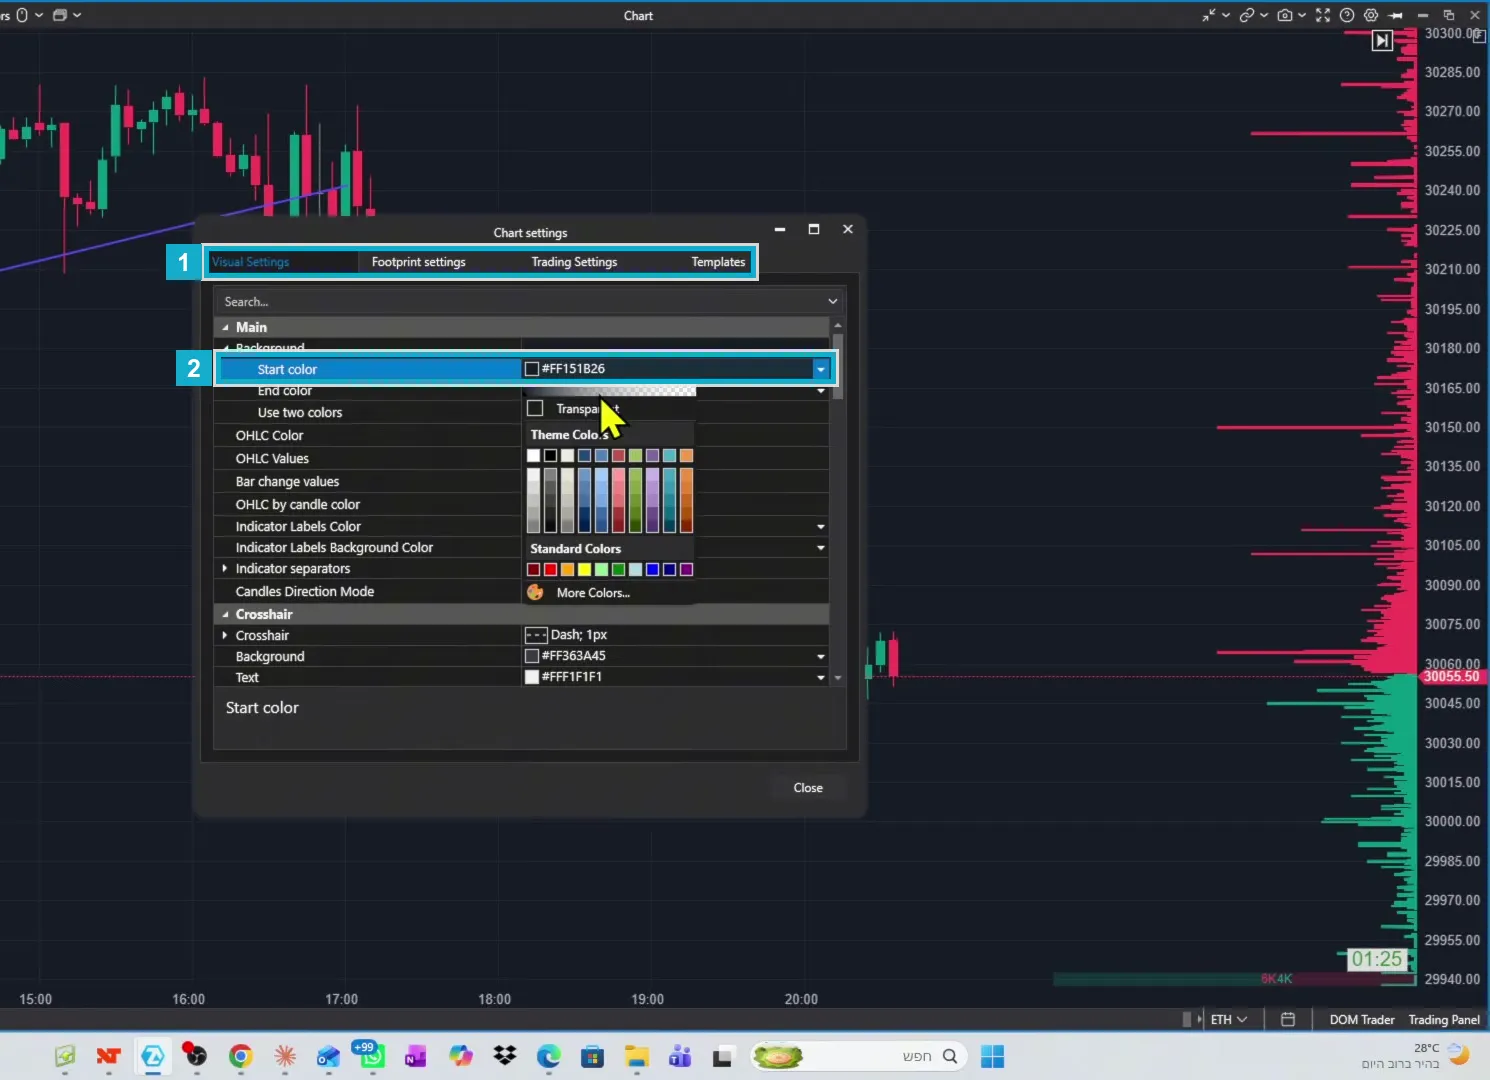 rs
Chart
30300.00
30285.00
30270.00
30255.00
30240.00
30225.00
30210.00
30195.00
30180.00
30165.00
30150.00
30135.00
30120.00
30105.00
30090.00
30075.00
30060.00
30055.50
30045.00
30030.00
30015.00
30000.00
29985.00
29970.00
29955.00
29940.00
Chart settings
1
Visual Settings Footprint settings Trading Settings Templates
Search...
Main
Background
2
Start color #FF151B26
End color
Use two colors
OHLC Color
OHLC Values
Bar change values
OHLC by candle color
Indicator Labels Color
Indicator Labels Background Color
Indicator separators
Candles Direction Mode
Theme Colors
Standard Colors
More Colors...
Crosshair
Crosshair Dash; 1px
Background #FF363A45
Text #FFF1F1F1
Start color
Close
01:25
6K4K
15:00 16:00 17:00 18:00 19:00 20:00
ETH DOM Trader Trading Panel
+99
חפש
28°C
בהיר ברוב היום